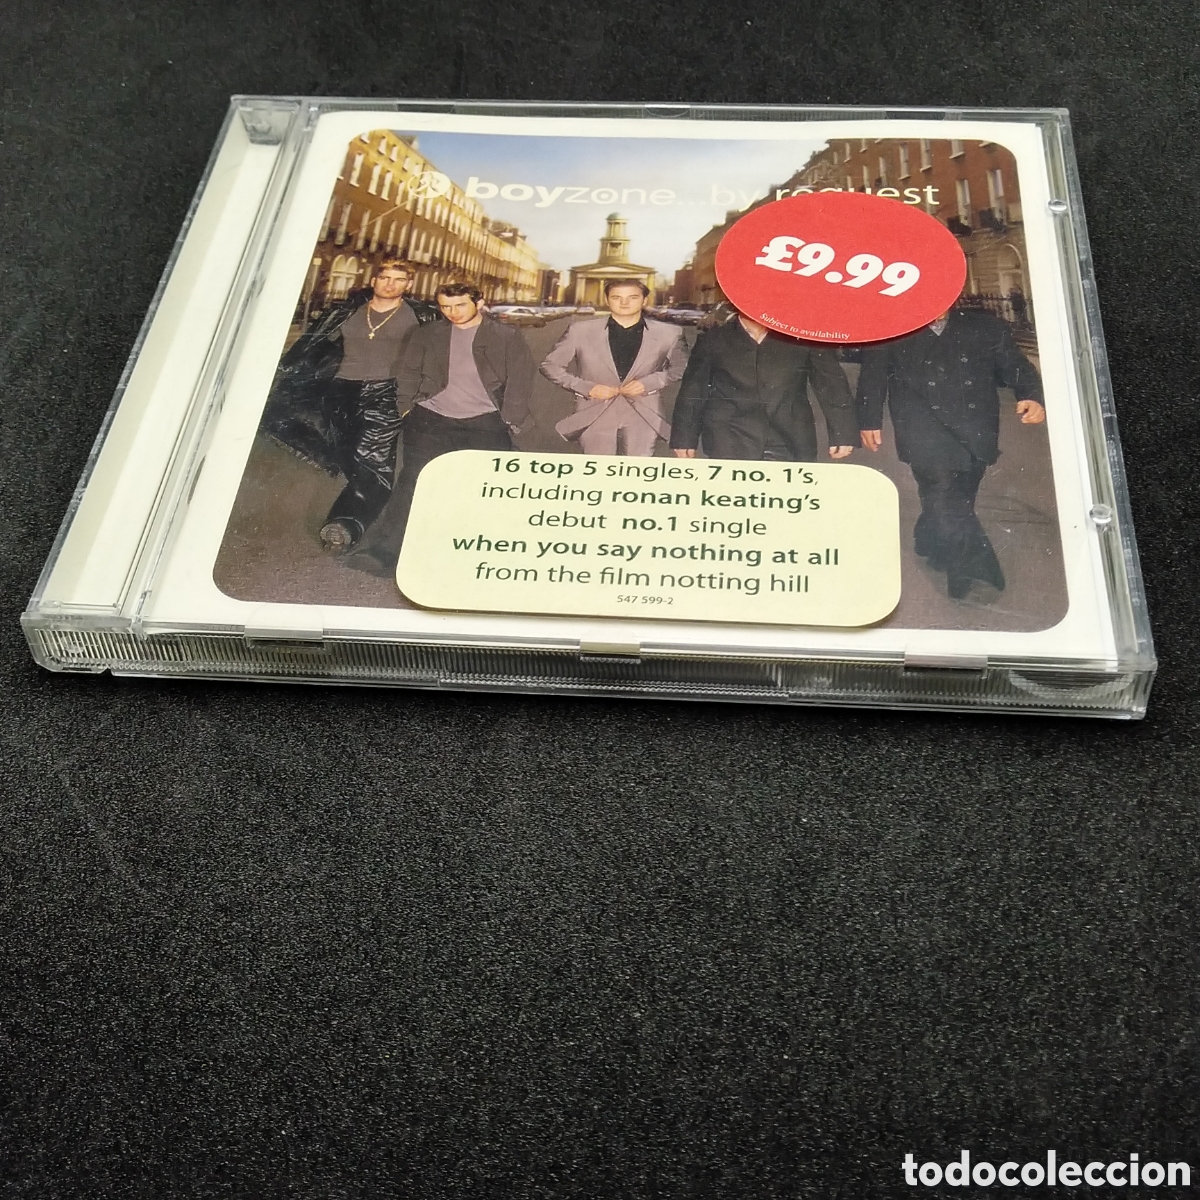 boyzone...by request
£9.99
Subject to availability
16 top 5 singles, 7 no. 1's,
including ronan keating's
debut no.1 single
when you say nothing at all
from the film notting hill
547 599-2
todocoleccion